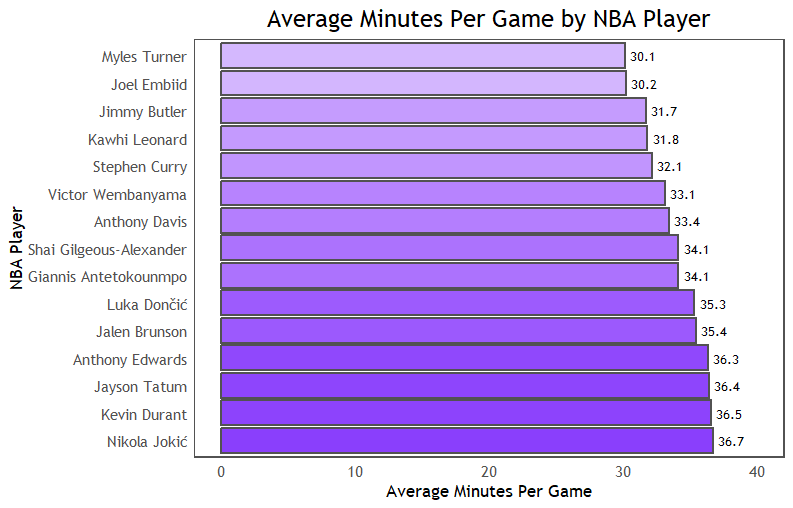 Average Minutes Per Game by NBA Player
NBA Player
Myles Turner 30.1
Joel Embiid 30.2
Jimmy Butler 31.7
Kawhi Leonard 31.8
Stephen Curry 32.1
Victor Wembanyama 33.1
Anthony Davis 33.4
Shai Gilgeous-Alexander 34.1
Giannis Antetokounmpo 34.1
Luka Dončić 35.3
Jalen Brunson 35.4
Anthony Edwards 36.3
Jayson Tatum 36.4
Kevin Durant 36.5
Nikola Jokić 36.7
0 10 20 30 40
Average Minutes Per Game